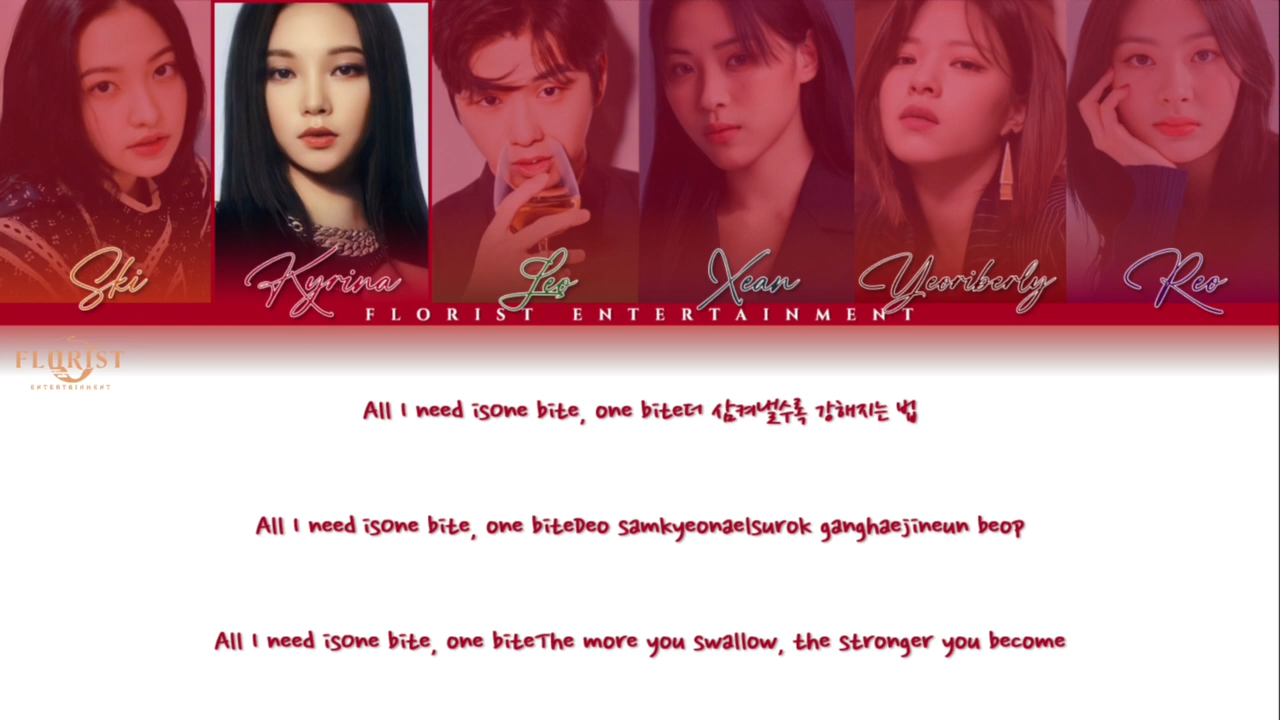 Ski Kyrina Leo Xean Yeoriberly Reo
FLORIST ENTERTAINMENT
FLORIST
ENTERTAINMENT
All I need isOne bite, one bite더 삼켜낼수록 강해지는 법
All I need isOne bite, one biteDeo samkyeonaelsurok ganghaejineun beop
All I need isOne bite, one biteThe more you swallow, the stronger you become